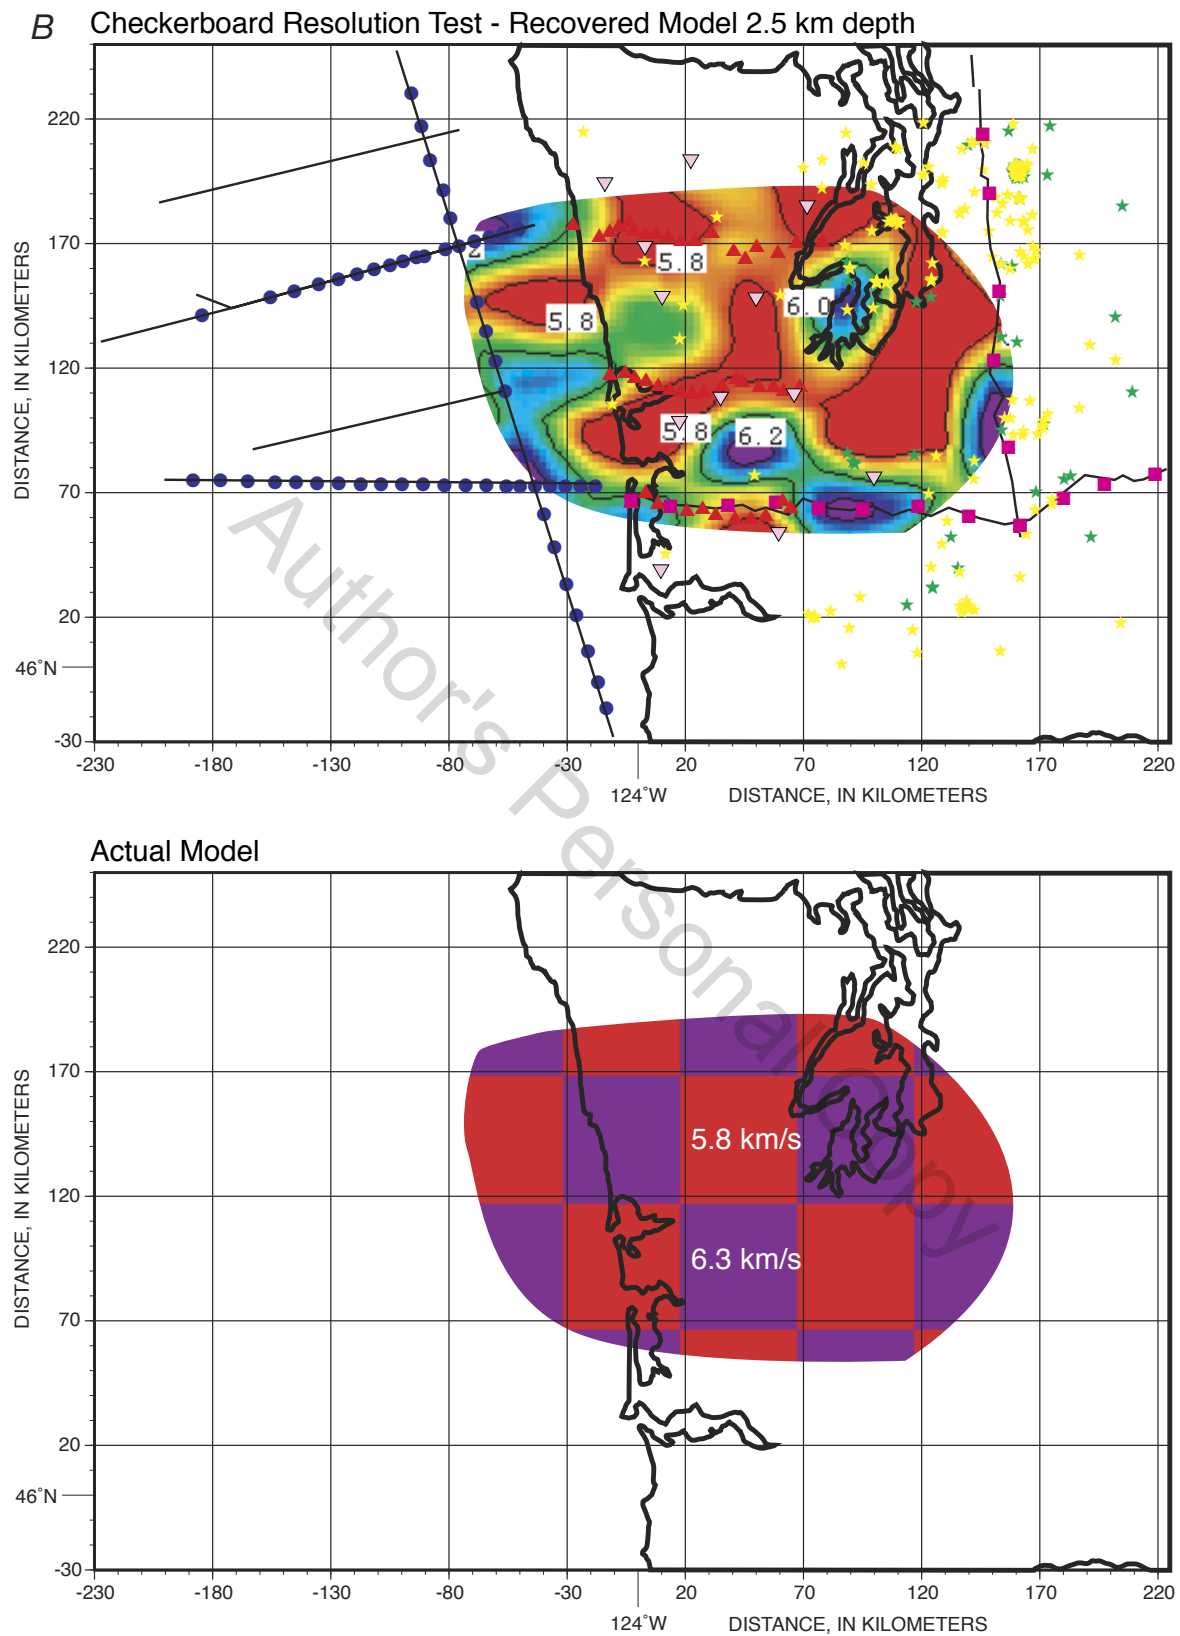 B Checkerboard Resolution Test - Recovered Model 2.5 km depth
DISTANCE, IN KILOMETERS
220
170
120
70
20
46˚N
-30
2
5.8
5.8
6.0
5.8
6.2
-230 -180 -130 -80 -30 20 70 120 170 220
124˚W DISTANCE, IN KILOMETERS
Author's Personal Copy
Actual Model
DISTANCE, IN KILOMETERS
220
170
120
70
20
46˚N
-30
5.8 km/s
6.3 km/s
-230 -180 -130 -80 -30 20 70 120 170 220
124˚W DISTANCE, IN KILOMETERS